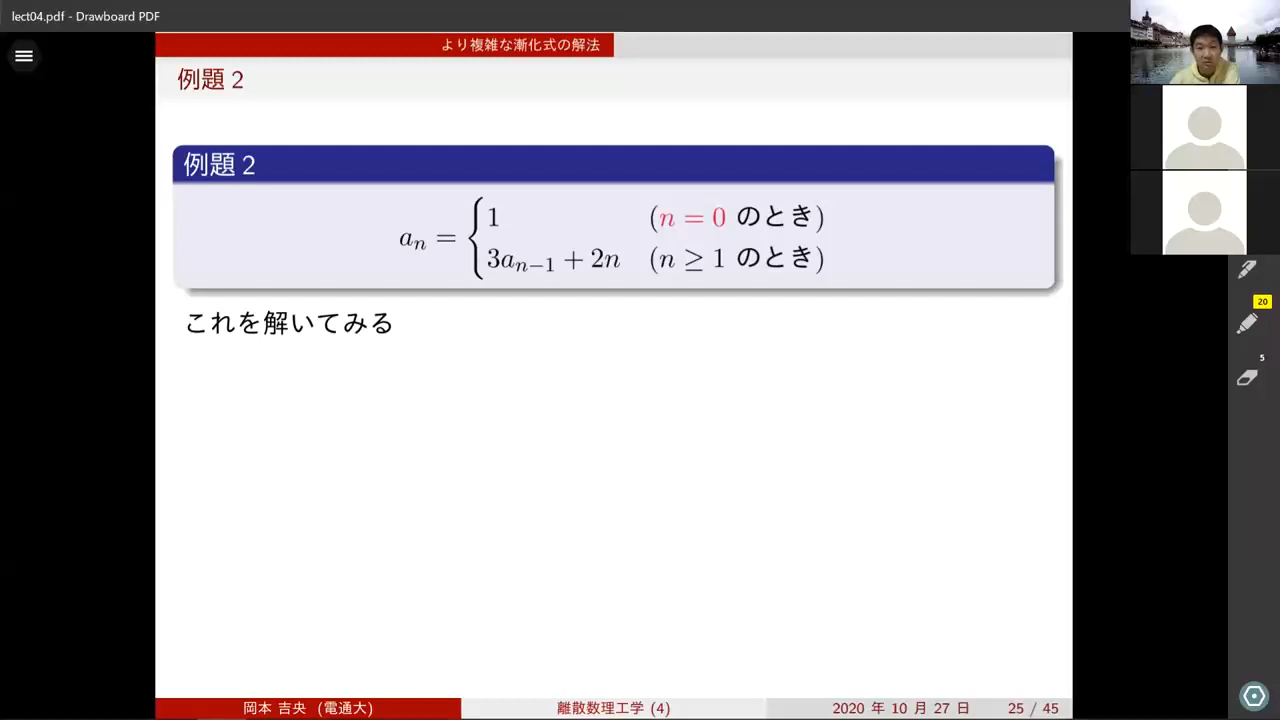 lect04.pdf - Drawboard PDF
より複雑な漸化式の解法
例題 2
例題 2
a_n = { 1 (n = 0 のとき)
3a_{n−1} + 2n (n ≥ 1 のとき)
これを解いてみる
20
5
岡本 吉央 (電通大) 離散数理工学 (4) 2020 年 10 月 27 日 25 / 45